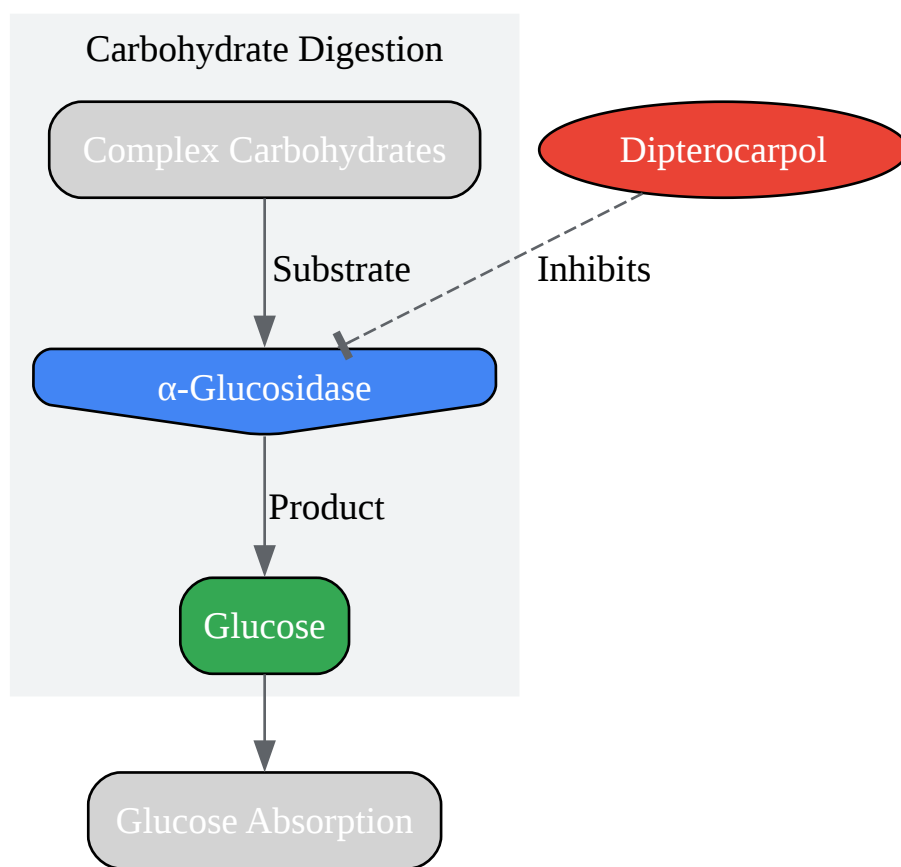 Carbohydrate Digestion
Complex Carbohydrates
Dipterocarpol
Substrate
Inhibits
α-Glucosidase
Product
Glucose
Glucose Absorption